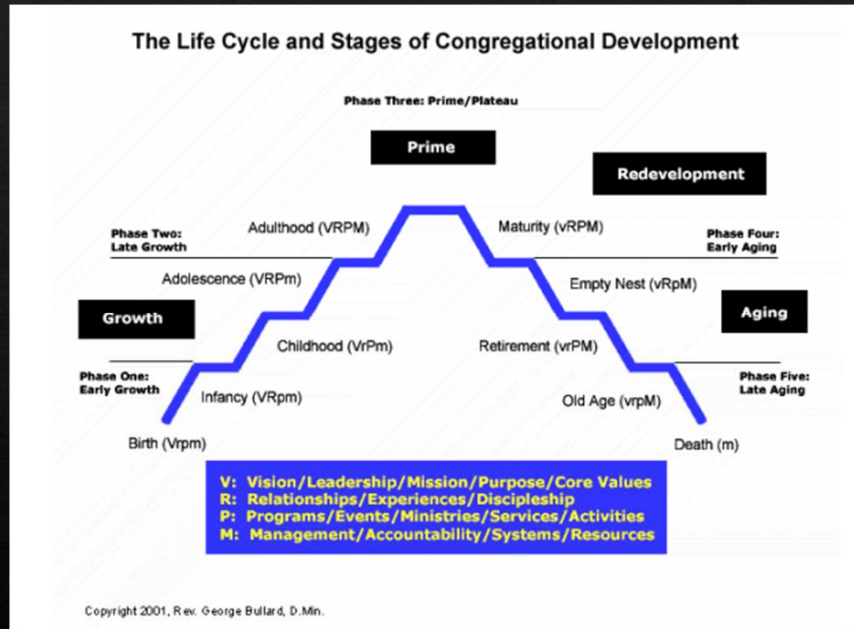 The Life Cycle and Stages of Congregational Development
Phase Three: Prime/Plateau
Prime
Redevelopment
Adulthood (VRPM)
Maturity (vRPM)
Phase Two:
Late Growth
Phase Four:
Early Aging
Adolescence (VRPm)
Empty Nest (vRpM)
Growth
Aging
Childhood (VrPm)
Retirement (vrPM)
Phase One:
Early Growth
Phase Five:
Late Aging
Infancy (VRpm)
Old Age (vrpM)
Birth (Vrpm)
Death (m)
V: Vision/Leadership/Mission/Purpose/Core Values
R: Relationships/Experiences/Discipleship
P: Programs/Events/Ministries/Services/Activities
M: Management/Accountability/Systems/Resources
Copyright 2001, Rev. George Bullard, D.Min.